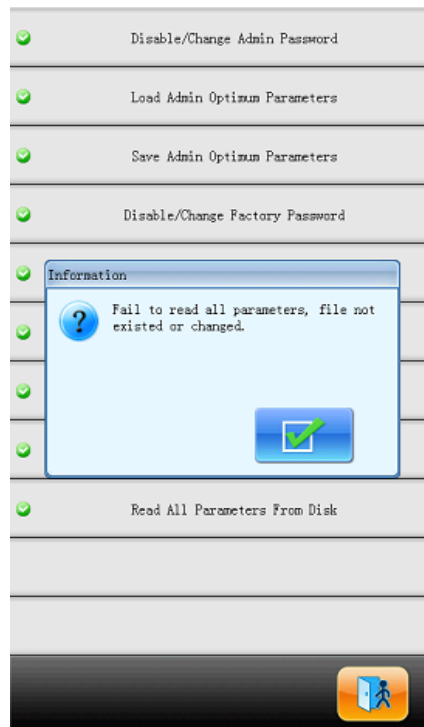 Disable/Change Admin Password
Load Admin Optimum Parameters
Save Admin Optimum Parameters
Disable/Change Factory Password
Information
Fail to read all parameters, file not
existed or changed.
Read All Parameters From Disk